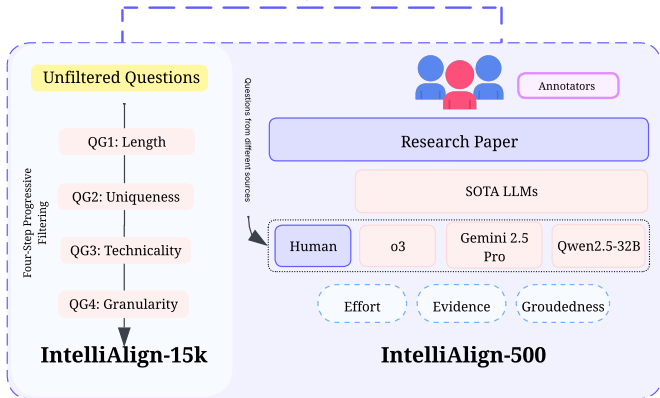 Unfiltered Questions
QG1: Length
QG2: Uniqueness
QG3: Technicality
QG4: Granularity
Four-Step Progressive
Filtering
IntelliAlign-15k
Questions from different sources
Annotators
Research Paper
SOTA LLMs
Human
o3
Gemini 2.5
Pro
Qwen2.5-32B
Effort
Evidence
Groudedness
IntelliAlign-500